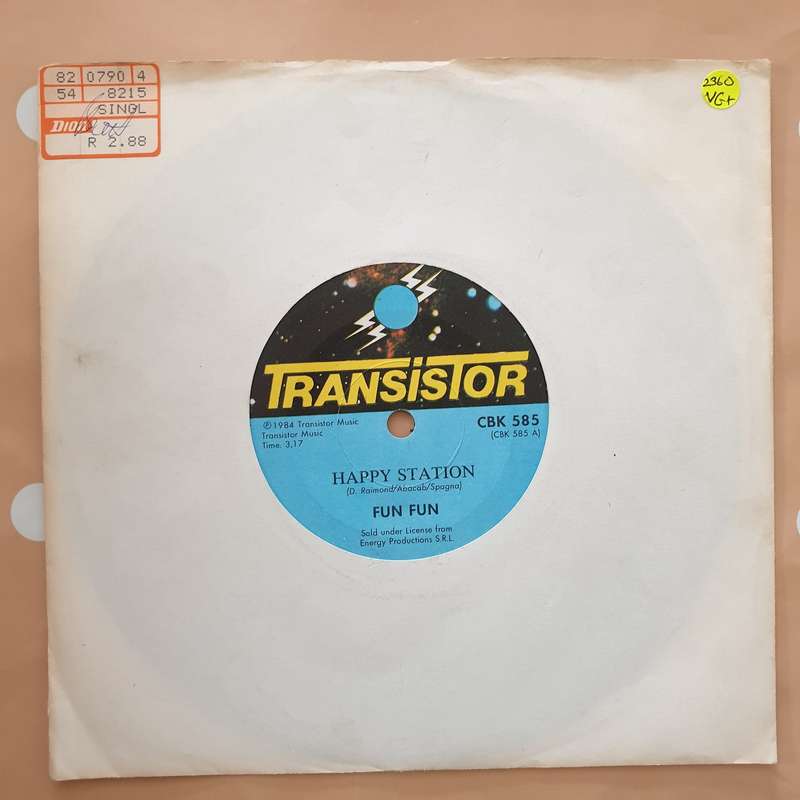 82 0790 4
54 8215
SINGL
DION
R 2.88
2360
VG+
TRANSISTOR
℗1984 Transistor Music
Transistor Music
Time. 3,17
CBK 585
(CBK 585 A)
HAPPY STATION
(D. Raimond/Abacab/Spagna)
FUN FUN
Sold under License from
Energy Productions S.R.L.